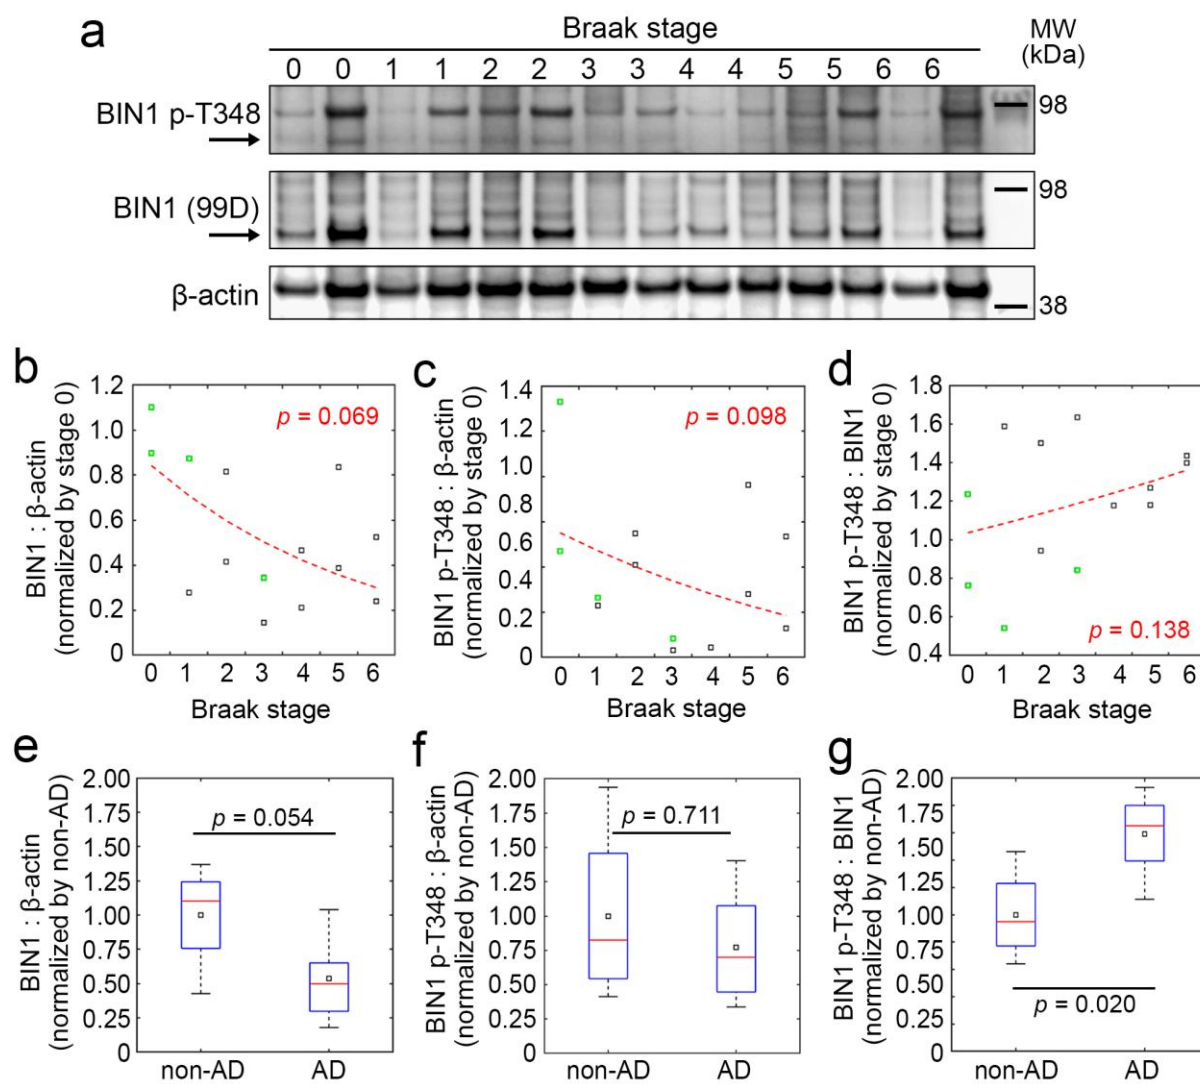 a
Braak stage
MW
(kDa)
0 0 1 1 2 2 3 3 4 4 5 5 6 6
BIN1 p-T348
98
BIN1 (99D)
98
β-actin
38
b
BIN1 : β-actin
(normalized by stage 0)
1.2
1.0
0.8
0.6
0.4
0.2
0
p = 0.069
0 1 2 3 4 5 6
Braak stage
c
BIN1 p-T348 : β-actin
(normalized by stage 0)
1.4
1.2
1.0
0.8
0.6
0.4
0.2
0
p = 0.098
0 1 2 3 4 5 6
Braak stage
d
BIN1 p-T348 : BIN1
(normalized by stage 0)
1.8
1.6
1.4
1.2
1.0
0.8
0.6
0.4
p = 0.138
0 1 2 3 4 5 6
Braak stage
e
BIN1 : β-actin
(normalized by non-AD)
2.00
1.75
1.50
1.25
1.00
0.75
0.50
0.25
0
p = 0.054
non-AD AD
f
BIN1 p-T348 : β-actin
(normalized by non-AD)
2.00
1.75
1.50
1.25
1.00
0.75
0.50
0.25
0
p = 0.711
non-AD AD
g
BIN1 p-T348 : BIN1
(normalized by non-AD)
2.00
1.75
1.50
1.25
1.00
0.75
0.50
0.25
0
p = 0.020
non-AD AD